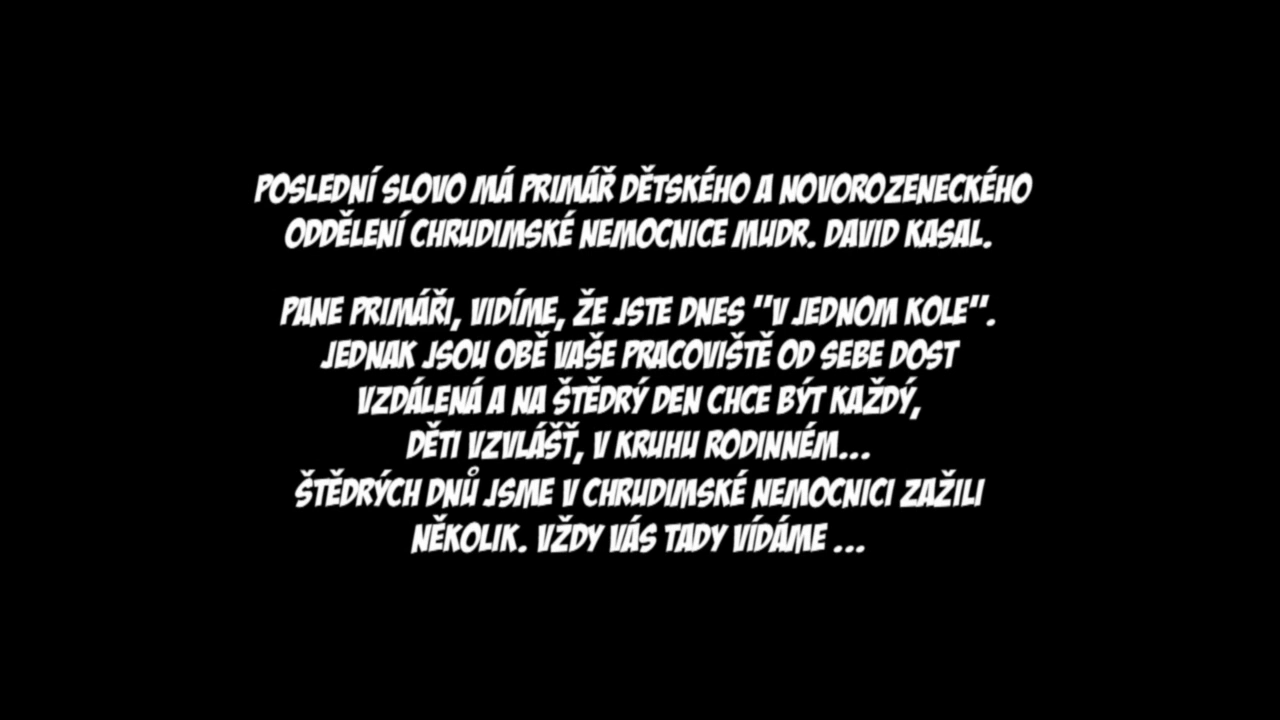 POSLEDNÍ SLOVO MÁ PRIMÁŘ DĚTSKÉHO A NOVOROZENECKÉHO
ODDĚLENÍ CHRUDIMSKÉ NEMOCNICE MUDR. DAVID KASAL.
PANE PRIMÁŘI, VIDÍME, ŽE JSTE DNES "V JEDNOM KOLE".
JEDNAK JSOU OBĚ VAŠE PRACOVIŠTĚ OD SEBE DOST
VZDÁLENÁ A NA ŠTĚDRÝ DEN CHCE BÝT KAŽDÝ,
DĚTI VZVLÁŠŤ, V KRUHU RODINNÉM...
ŠTĚDRÝCH DNŮ JSME V CHRUDIMSKÉ NEMOCNICI ZAŽILI
NĚKOLIK. VŽDY VÁS TADY VÍDÁME ...